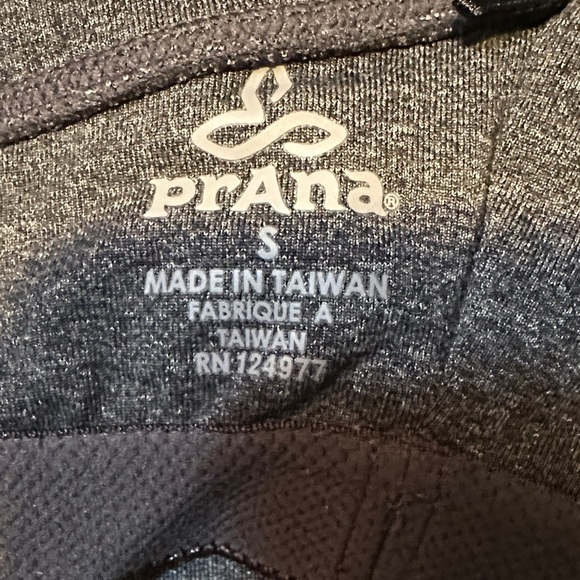 prAna®
S
MADE IN TAIWAN
FABRIQUE A
TAIWAN
RN 124977